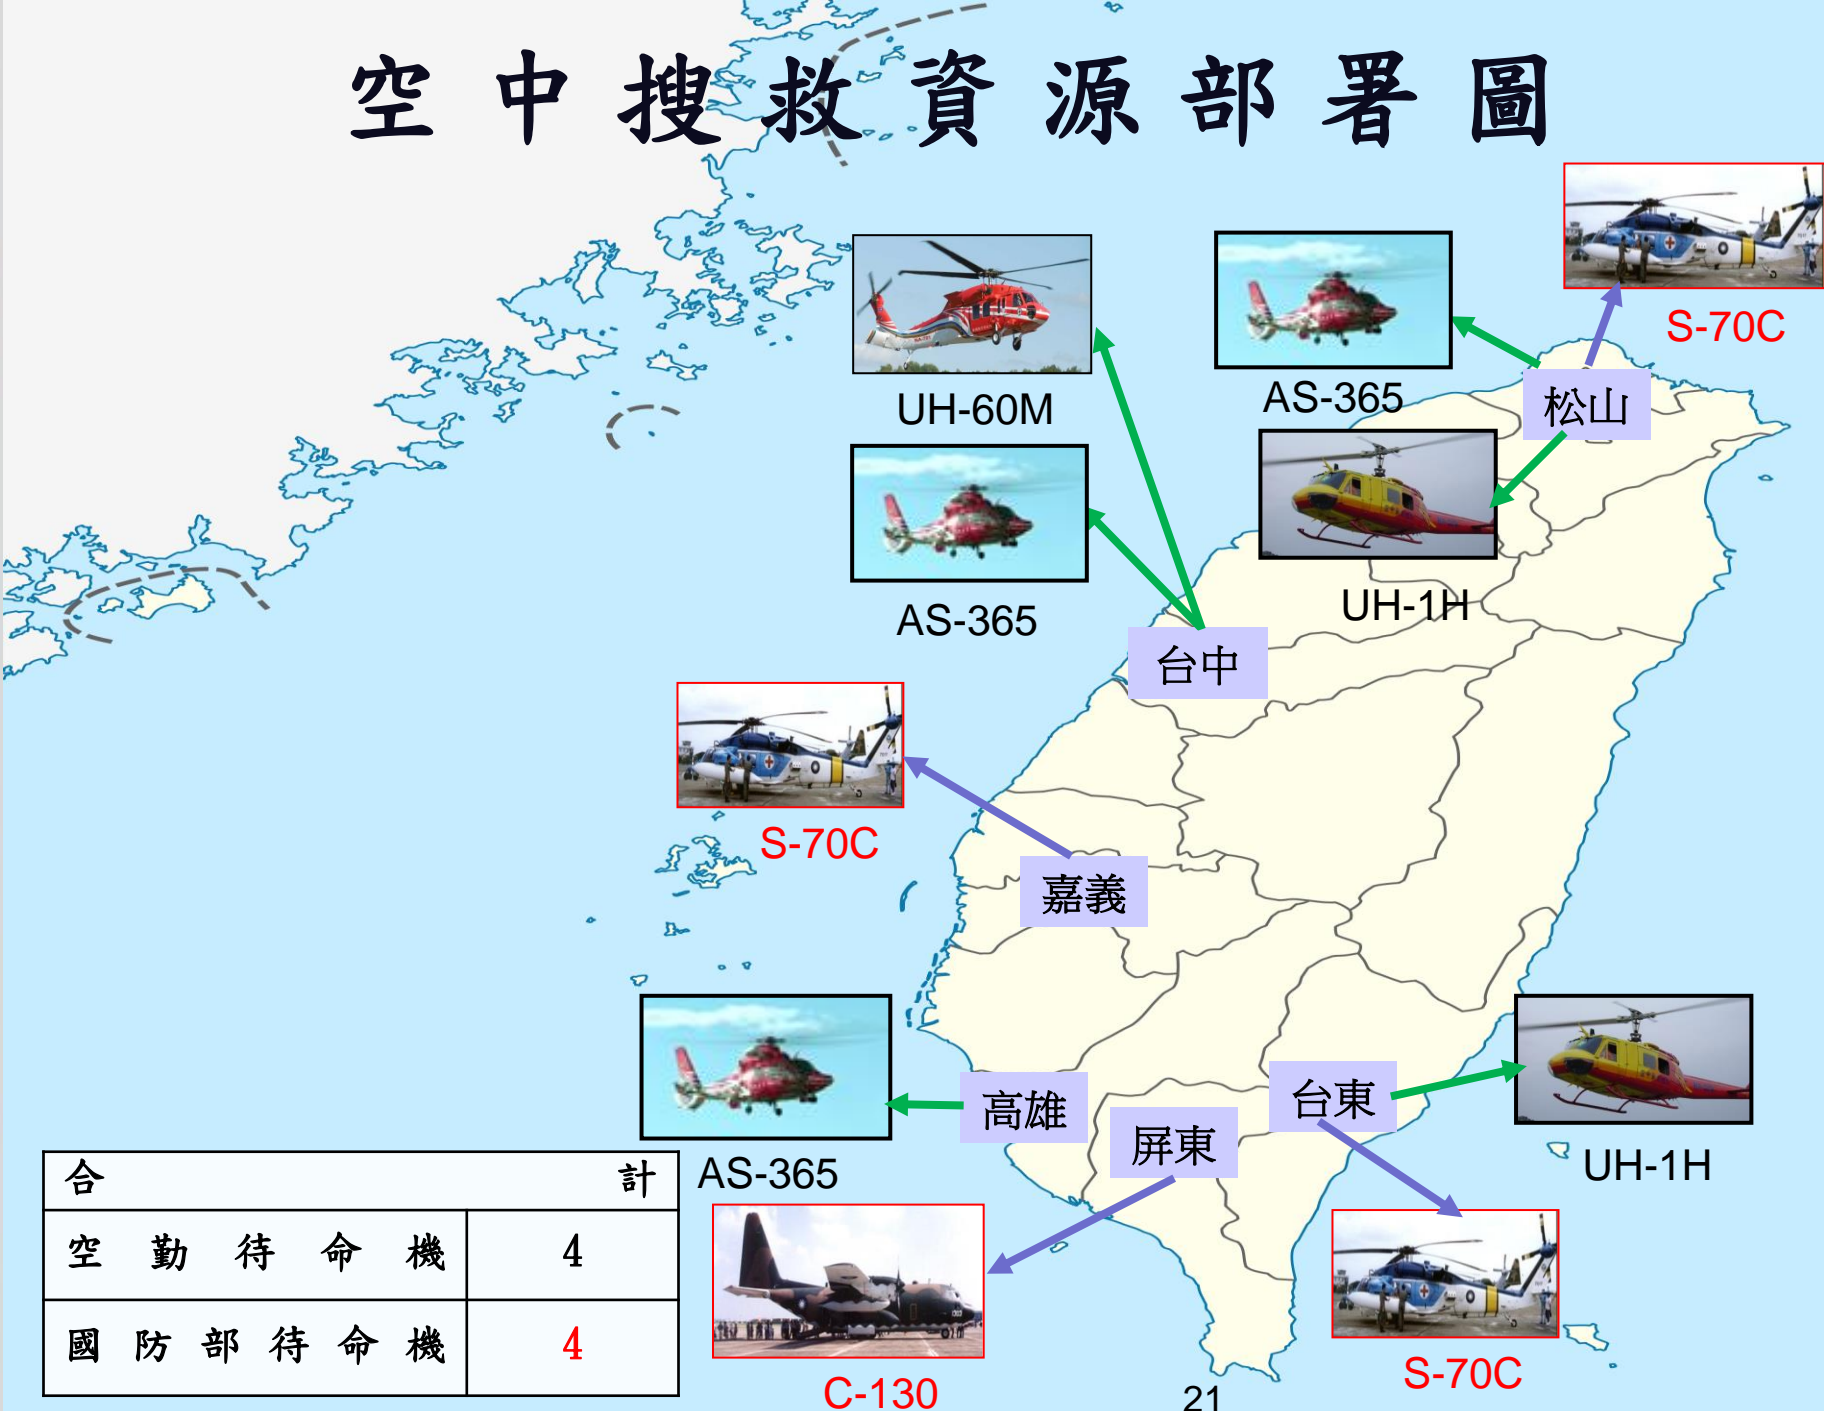 空中搜救資源部署圖
S-70C
AS-365
松山
UH-60M
AS-365
UH-1H
台中
S-70C
嘉義
高雄
AS-365
台東
UH-1H
屏東
C-130
S-70C
合計
空勤待命機 4
國防部待命機 4
21